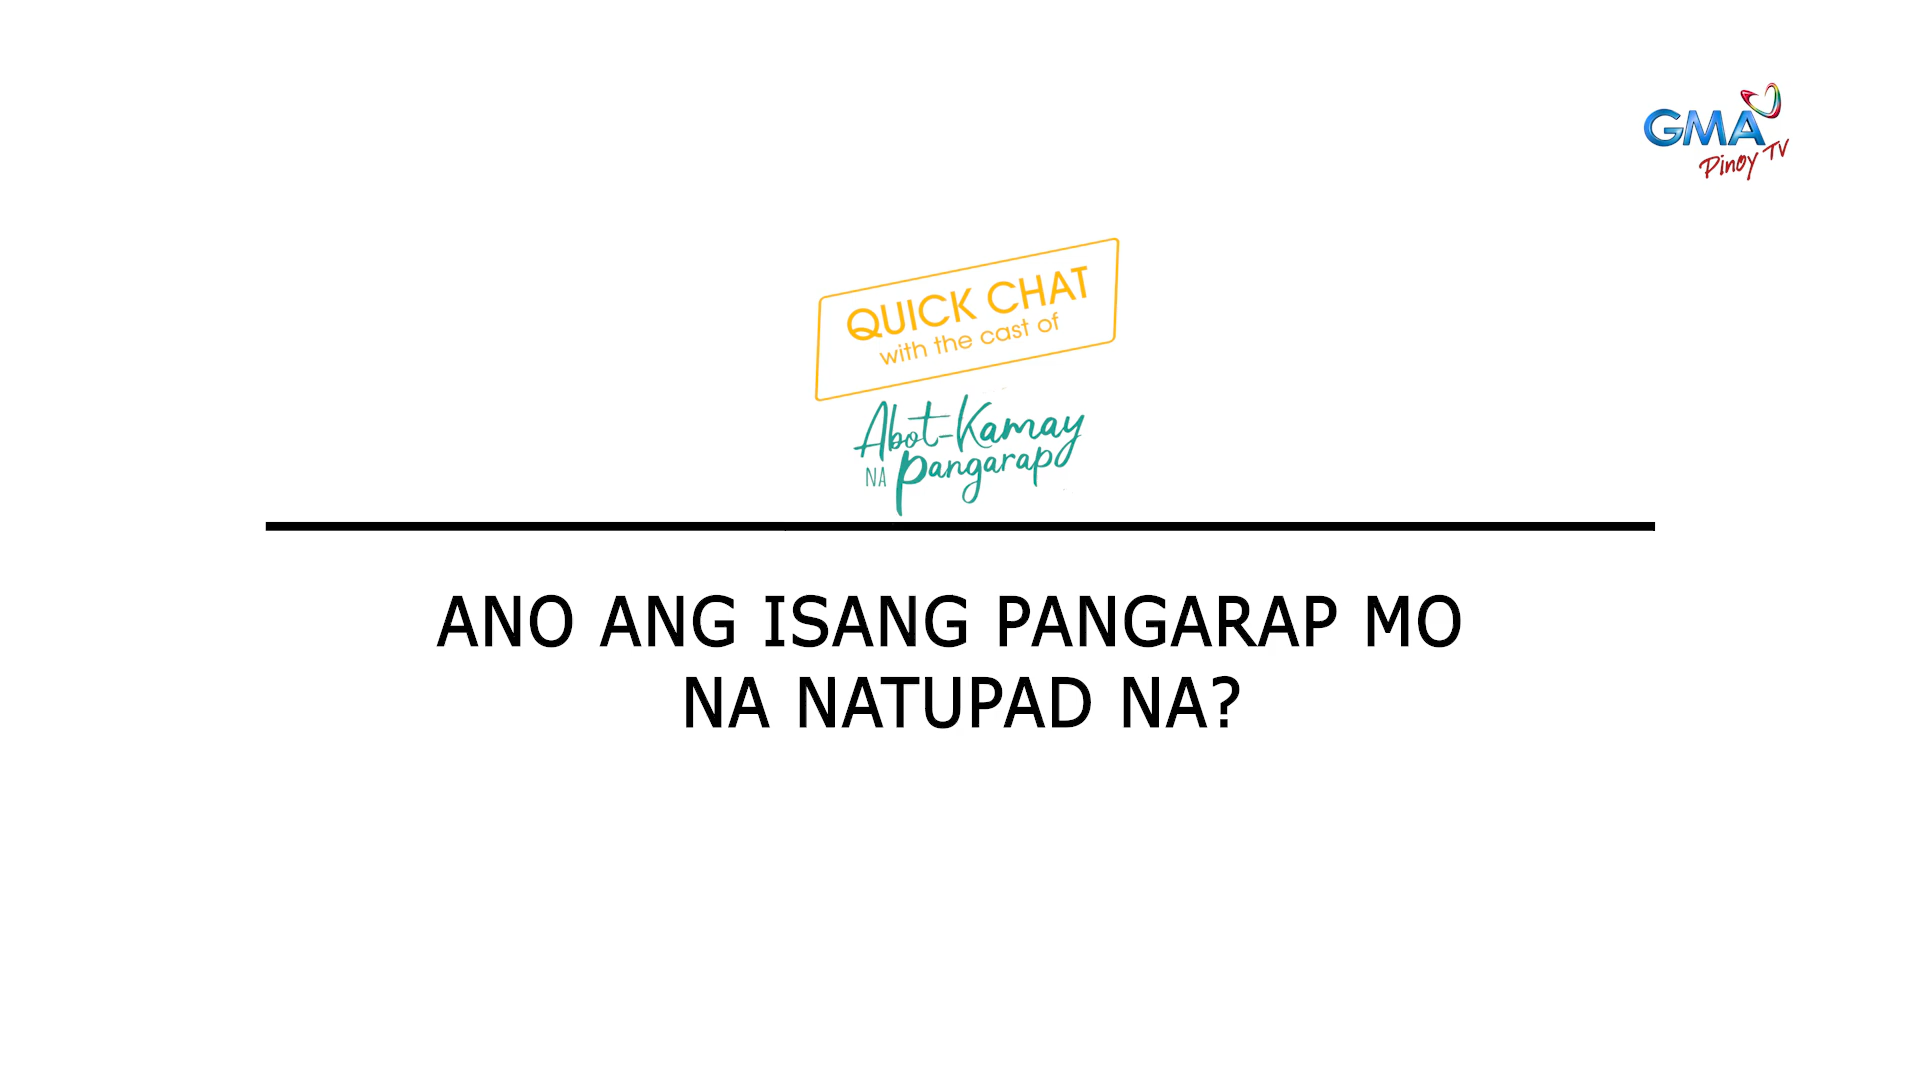 GMA
Pinoy TV
QUICK CHAT
with the cast of
Abot-Kamay
NA Pangarap
ANO ANG ISANG PANGARAP MO
NA NATUPAD NA?